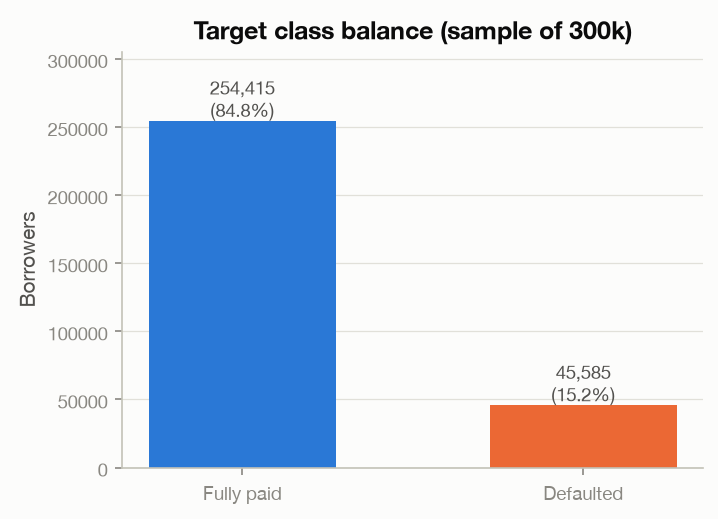 Target class balance (sample of 300k)
300000
250000
200000
150000
100000
50000
0
Borrowers
254,415
(84.8%)
45,585
(15.2%)
Fully paid
Defaulted